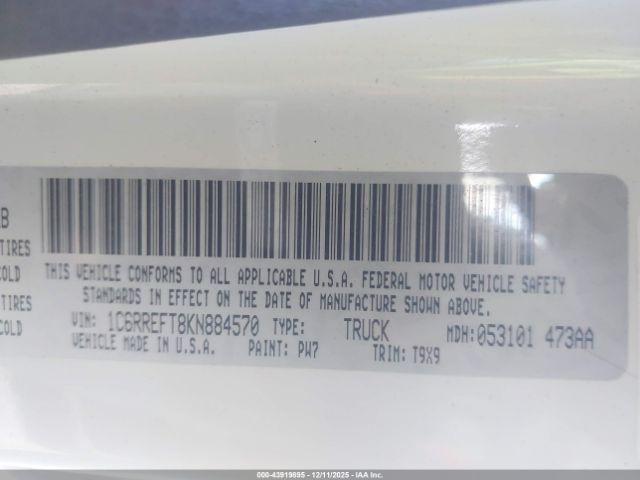 B
TIRES
COLD
COLD
THIS VEHICLE CONFORMS TO ALL APPLICABLE U.S.A. FEDERAL MOTOR VEHICLE SAFETY
STANDARDS IN EFFECT ON THE DATE OF MANUFACTURE SHOWN ABOVE.
VIN: 1C6RREFT8KN884570 TYPE: TRUCK MDH:053101 473AA
VEHICLE MADE IN U.S.A. PAINT: PW7 TRIM: T9X9
000-43919895 - 12/11/2025 - IAA Inc.